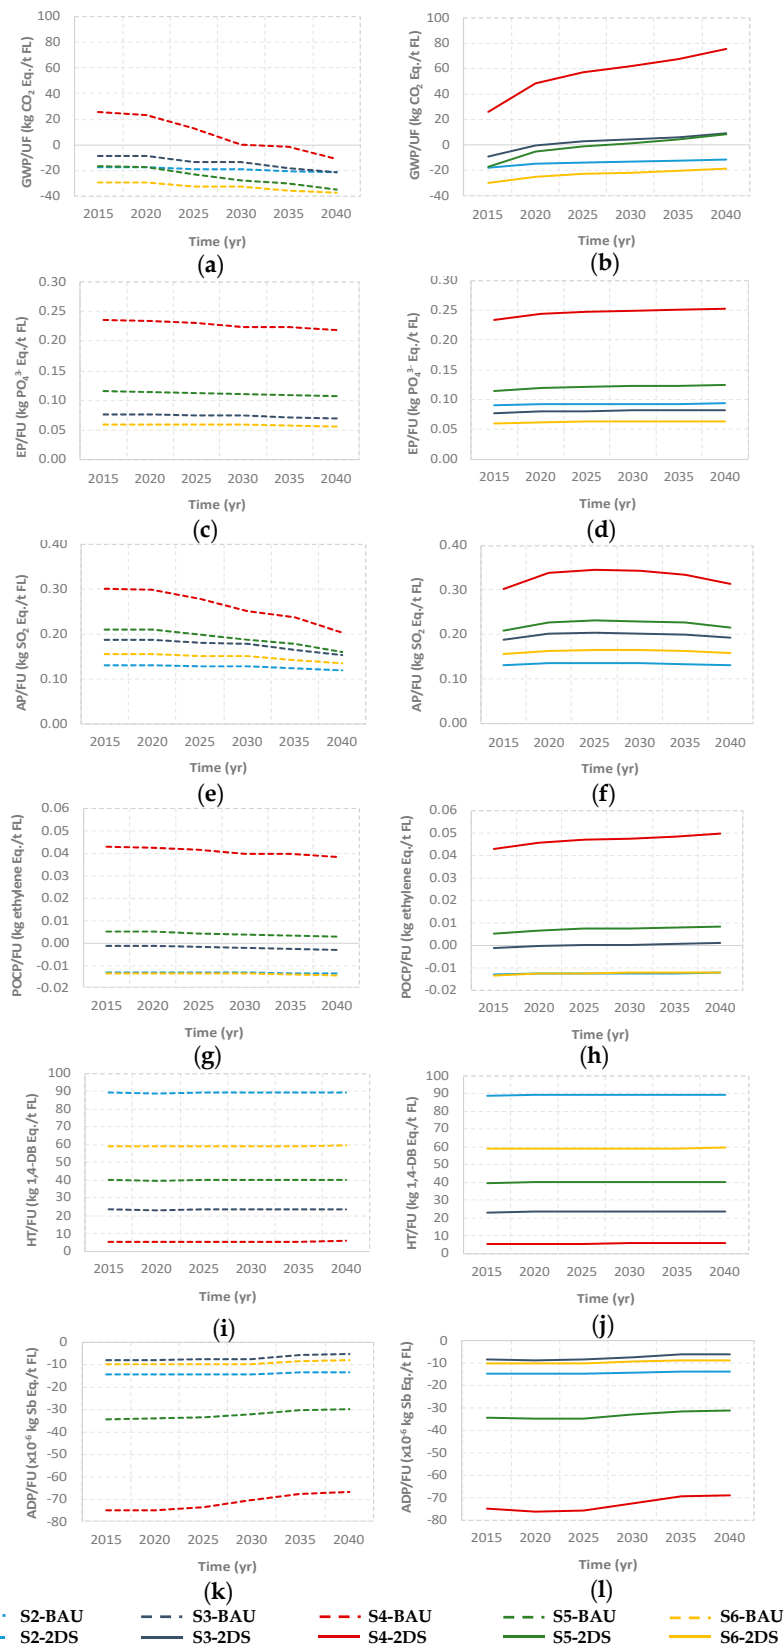 100
80
60
40
20
0
-20
-40
GWP/UF (kg CO2 Eq./t FL)
2015 2020 2025 2030 2035 2040
Time (yr)
(a)
100
80
60
40
20
0
-20
-40
GWP/UF (kg CO2 Eq./t FL)
2015 2020 2025 2030 2035 2040
Time (yr)
(b)
0.30
0.25
0.20
0.15
0.10
0.05
0.00
EP/FU (kg PO4³⁻ Eq./t FL)
2015 2020 2025 2030 2035 2040
Time (yr)
(c)
0.30
0.25
0.20
0.15
0.10
0.05
0.00
EP/FU (kg PO4³⁻ Eq./t FL)
2015 2020 2025 2030 2035 2040
Time (yr)
(d)
0.40
0.30
0.20
0.10
0.00
AP/FU (kg SO2 Eq./t FL)
2015 2020 2025 2030 2035 2040
Time (yr)
(e)
0.40
0.30
0.20
0.10
0.00
AP/FU (kg SO2 Eq./t FL)
2015 2020 2025 2030 2035 2040
Time (yr)
(f)
0.06
0.05
0.04
0.03
0.02
0.01
0.00
-0.01
-0.02
POCP/FU (kg ethylene Eq./t FL)
2015 2020 2025 2030 2035 2040
Time (yr)
(g)
0.06
0.05
0.04
0.03
0.02
0.01
0.00
-0.01
-0.02
POCP/FU (kg ethylene Eq./t FL)
2015 2020 2025 2030 2035 2040
Time (yr)
(h)
100
90
80
70
60
50
40
30
20
10
0
HT/FU (kg 1,4-DB Eq./t FL)
2015 2020 2025 2030 2035 2040
Time (yr)
(i)
100
90
80
70
60
50
40
30
20
10
0
HT/FU (kg 1,4-DB Eq./t FL)
2015 2020 2025 2030 2035 2040
Time (yr)
(j)
0
-10
-20
-30
-40
-50
-60
-70
-80
ADP/FU (x10⁻⁶ kg Sb Eq./t FL)
2015 2020 2025 2030 2035 2040
Time (yr)
(k)
0
-10
-20
-30
-40
-50
-60
-70
-80
ADP/FU (x10⁻⁶ kg Sb Eq./t FL)
2015 2020 2025 2030 2035 2040
Time (yr)
(l)
S2-BAU S3-BAU S4-BAU S5-BAU S6-BAU
S2-2DS S3-2DS S4-2DS S5-2DS S6-2DS